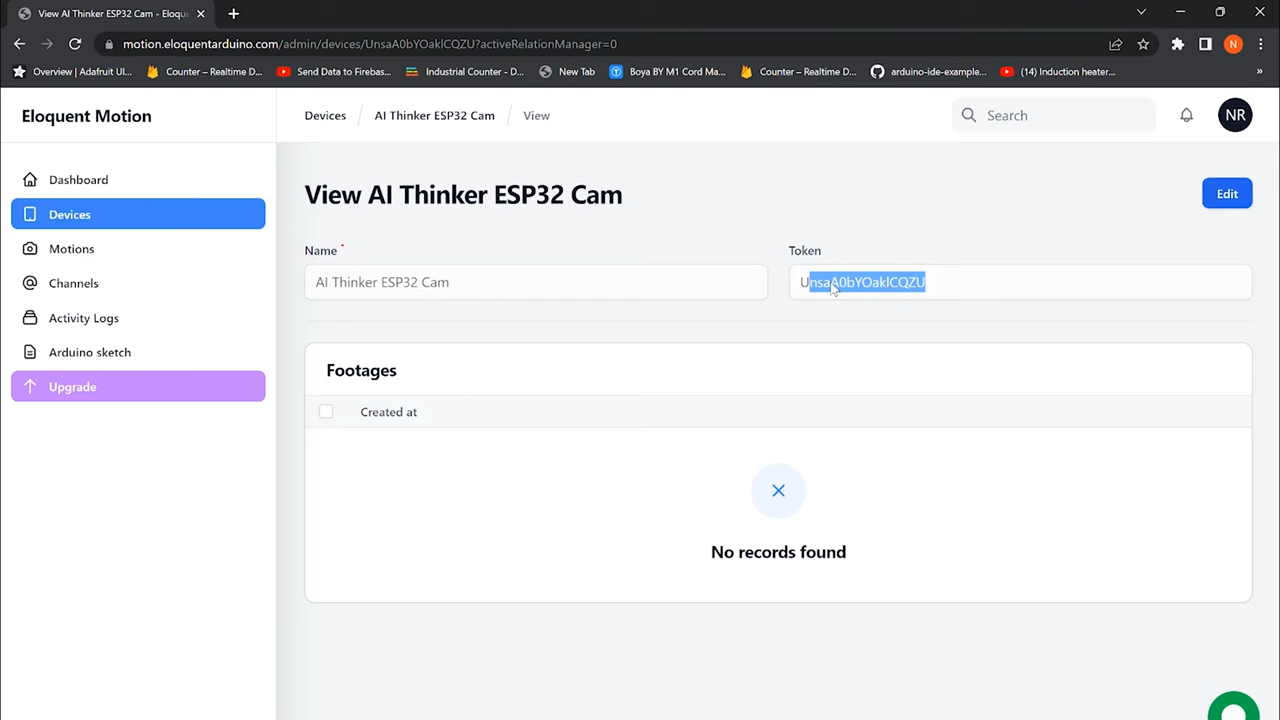 View AI Thinker ESP32 Cam - Eloqu
motion.eloquentarduino.com/admin/devices/UnsaA0bYOaklCQZU?activeRelationManager=0
N
Overview | Adafruit UI...
Counter – Realtime D...
Send Data to Firebas...
Industrial Counter - D...
New Tab
Boya BY M1 Cord Ma...
Counter – Realtime D...
arduino-ide-example...
(14) Induction heater...
»
Eloquent Motion
Devices / AI Thinker ESP32 Cam / View
Search
NR
Dashboard
Devices
Motions
Channels
Activity Logs
Arduino sketch
Upgrade
View AI Thinker ESP32 Cam
Edit
Name *
AI Thinker ESP32 Cam
Token
UnsaA0bYOaklCQZU
Footages
Created at
No records found